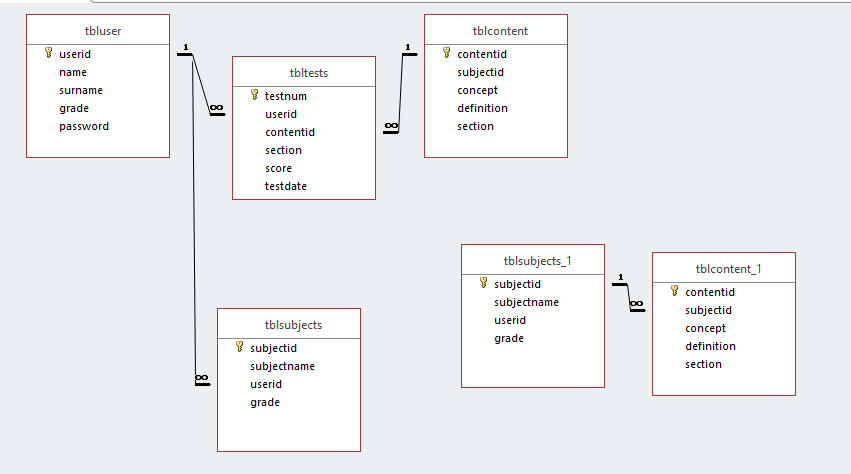 tbluser
userid
name
surname
grade
password
1
∞
tbltests
testnum
userid
contentid
section
score
testdate
1
∞
tblcontent
contentid
subjectid
concept
definition
section
∞
tblsubjects
subjectid
subjectname
userid
grade
tblsubjects_1
subjectid
subjectname
userid
grade
1
∞
tblcontent_1
contentid
subjectid
concept
definition
section